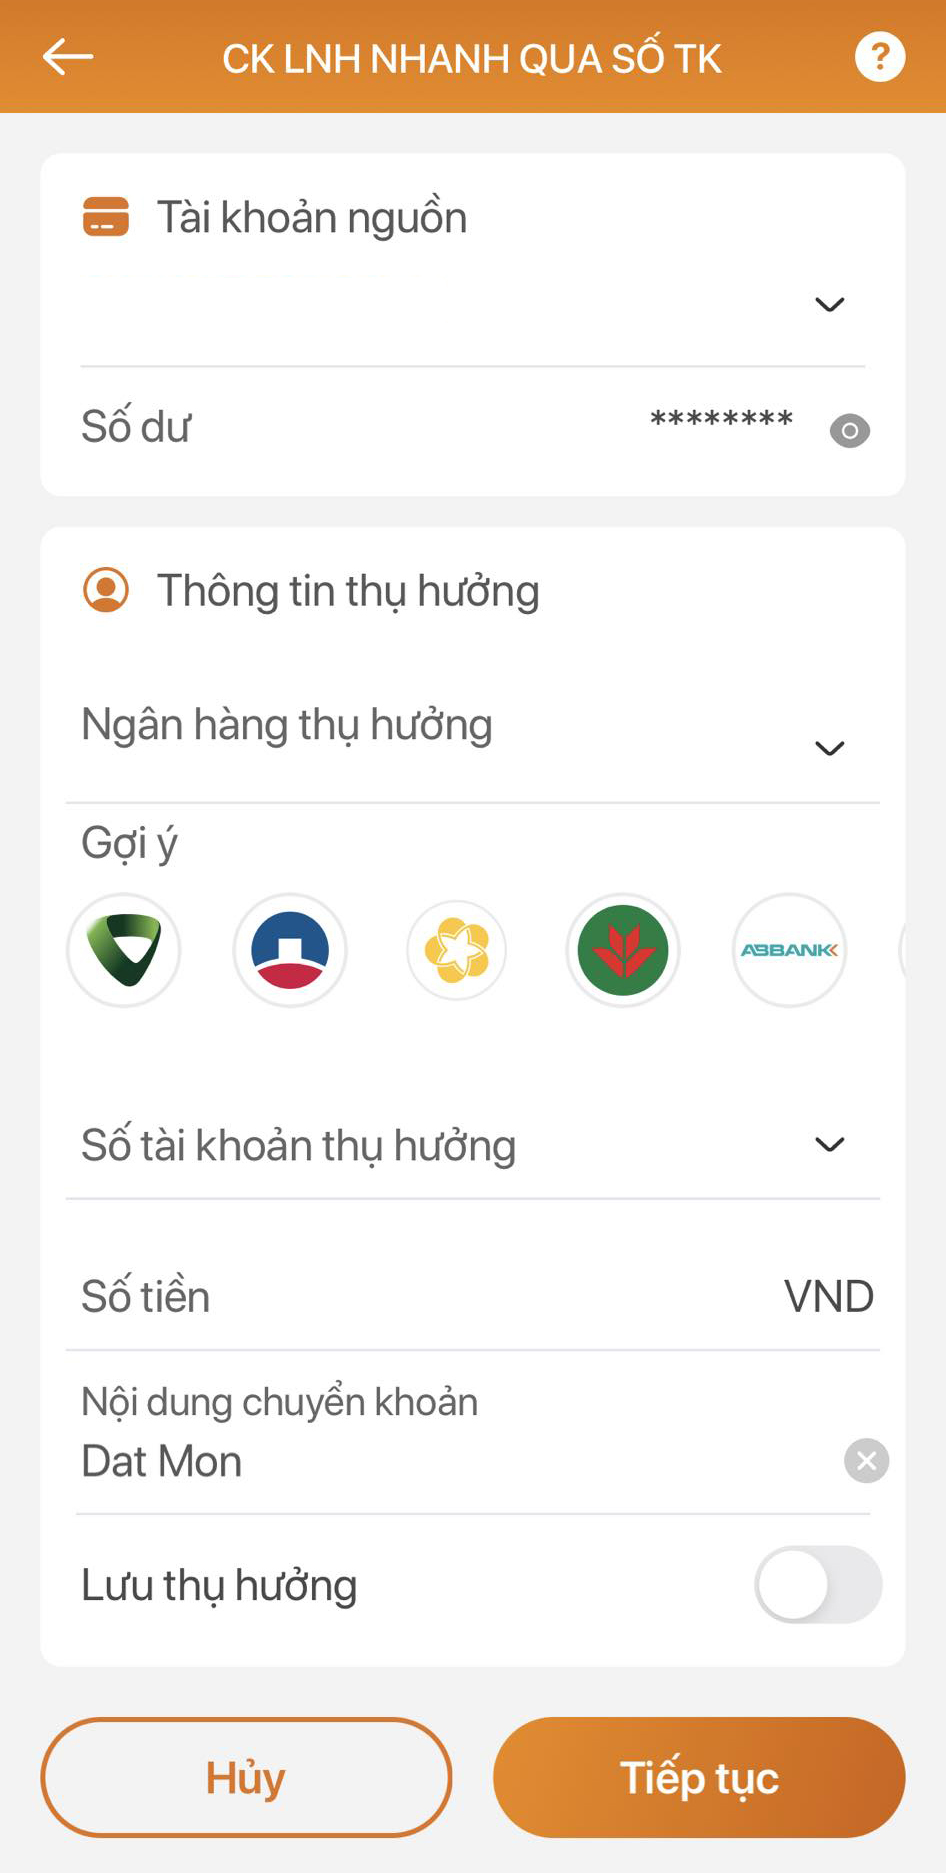 CK LNH NHANH QUA SỐ TK
?
Tài khoản nguồn
Số dư
********
Thông tin thụ hưởng
Ngân hàng thụ hưởng
Gợi ý
ABBANK
Số tài khoản thụ hưởng
Số tiền
VND
Nội dung chuyển khoản
Dat Mon
Lưu thụ hưởng
Hủy
Tiếp tục